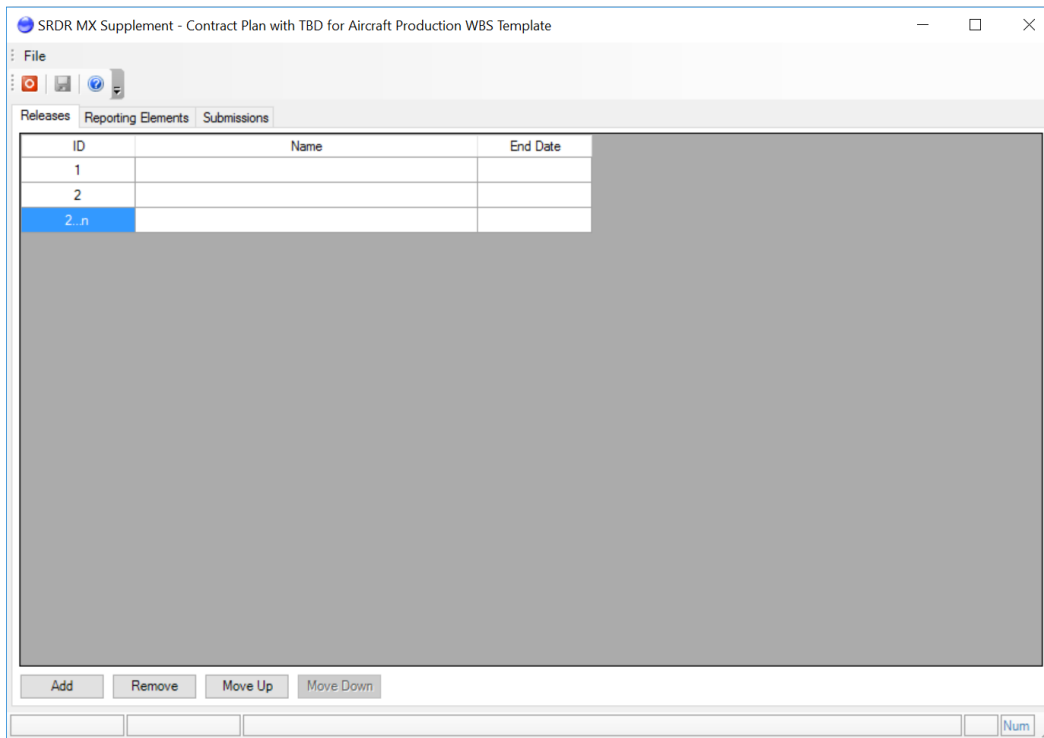 SRDR MX Supplement - Contract Plan with TBD for Aircraft Production WBS Template
File
Releases Reporting Elements Submissions
ID Name End Date
1
2
2...n
Add Remove Move Up Move Down
Num